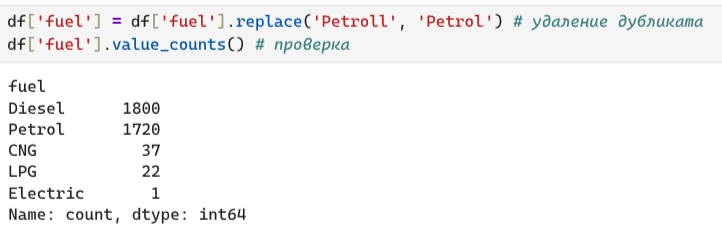 df['fuel'] = df['fuel'].replace('Petroll', 'Petrol') # удаление дубликата
df['fuel'].value_counts() # проверка
fuel
Diesel      1800
Petrol      1720
CNG           37
LPG           22
Electric       1
Name: count, dtype: int64